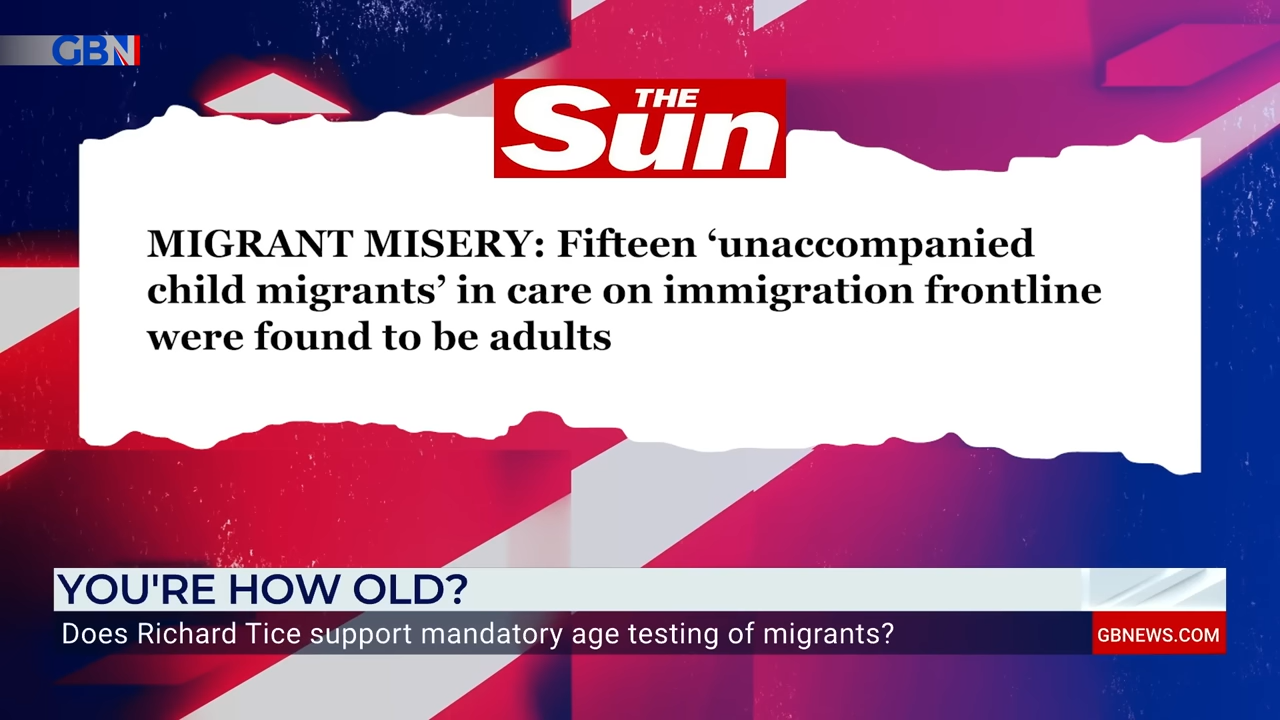 GBN
THE
Sun
MIGRANT MISERY: Fifteen ‘unaccompanied
child migrants’ in care on immigration frontline
were found to be adults
YOU'RE HOW OLD?
Does Richard Tice support mandatory age testing of migrants?
GBNEWS.COM